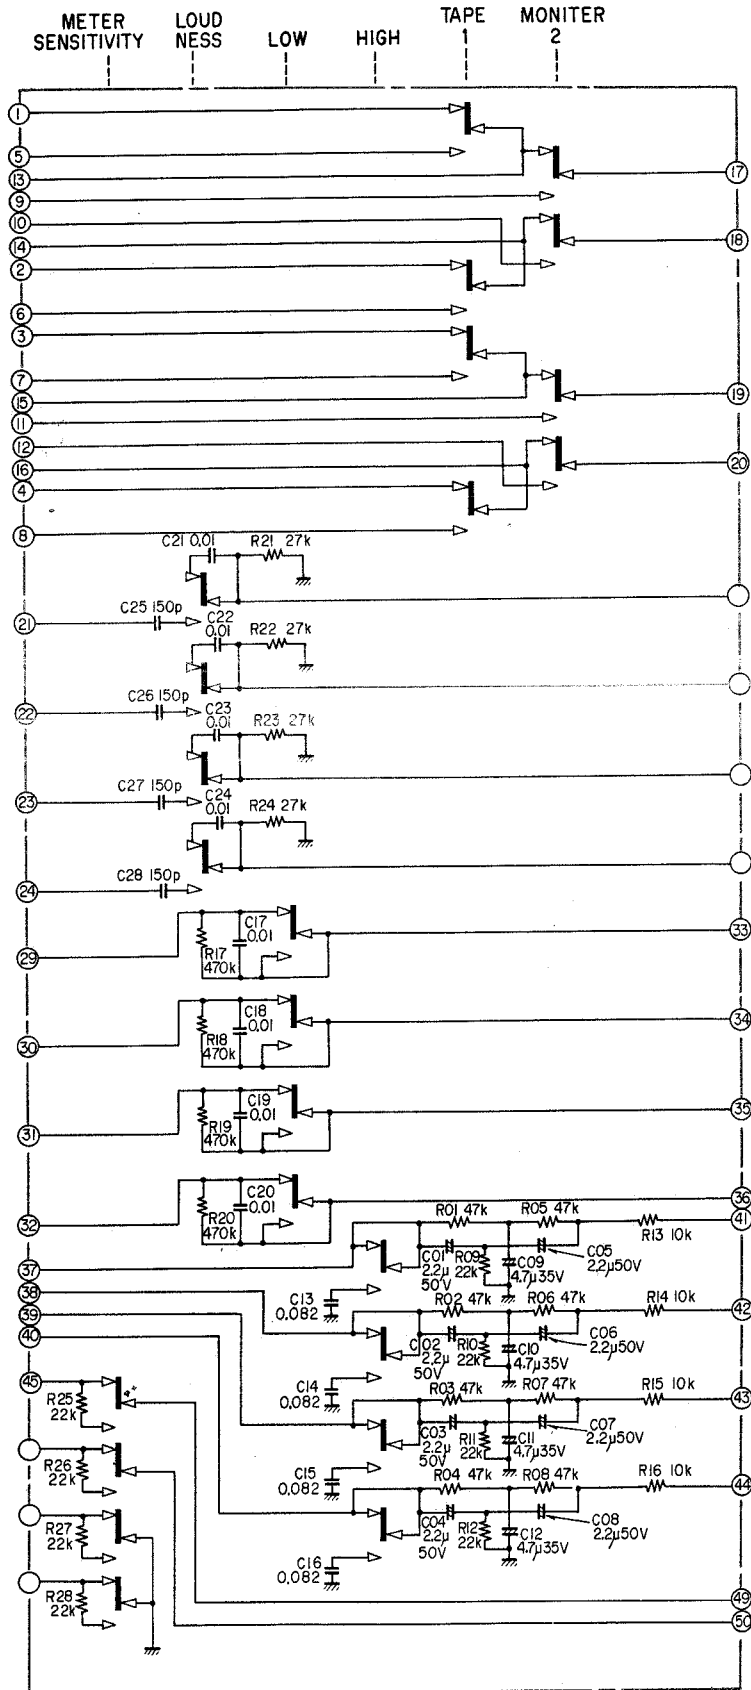 METER SENSITIVITY
LOUD NESS
LOW
HIGH
TAPE 1
MONITER 2
1
5
13
17
9
10
14
18
2
6
3
7
15
19
11
12
16
20
4
8
C21 0.01
R21 27k
C25 150p
21
C22 0.01
R22 27k
C26 150p
22
C23 0.01
R23 27k
C27 150p
23
C24 0.01
R24 27k
C28 150p
24
C17 0.01
R17 470k
29
33
C18 0.01
R18 470k
30
34
C19 0.01
R19 470k
31
35
C20 0.01
R20 470k
32
36
R01 47k
R05 47k
R13 10k
41
37
C01 2.2μ 50V
R09 22k
C09 4.7μ35V
C05 2.2μ50V
38
C13 0.082
39
R02 47k
R06 47k
R14 10k
42
40
C02 2.2μ 50V
R10 22k
C10 4.7μ35V
C06 2.2μ50V
C14 0.082
45
R25 22k
R03 47k
R07 47k
R15 10k
43
C03 2.2μ 50V
R11 22k
C11 4.7μ35V
C07 2.2μ50V
R26 22k
C15 0.082
R04 47k
R08 47k
R16 10k
44
C04 2.2μ 50V
R12 22k
C12 4.7μ35V
C08 2.2μ50V
R27 22k
C16 0.082
R28 22k
49
50